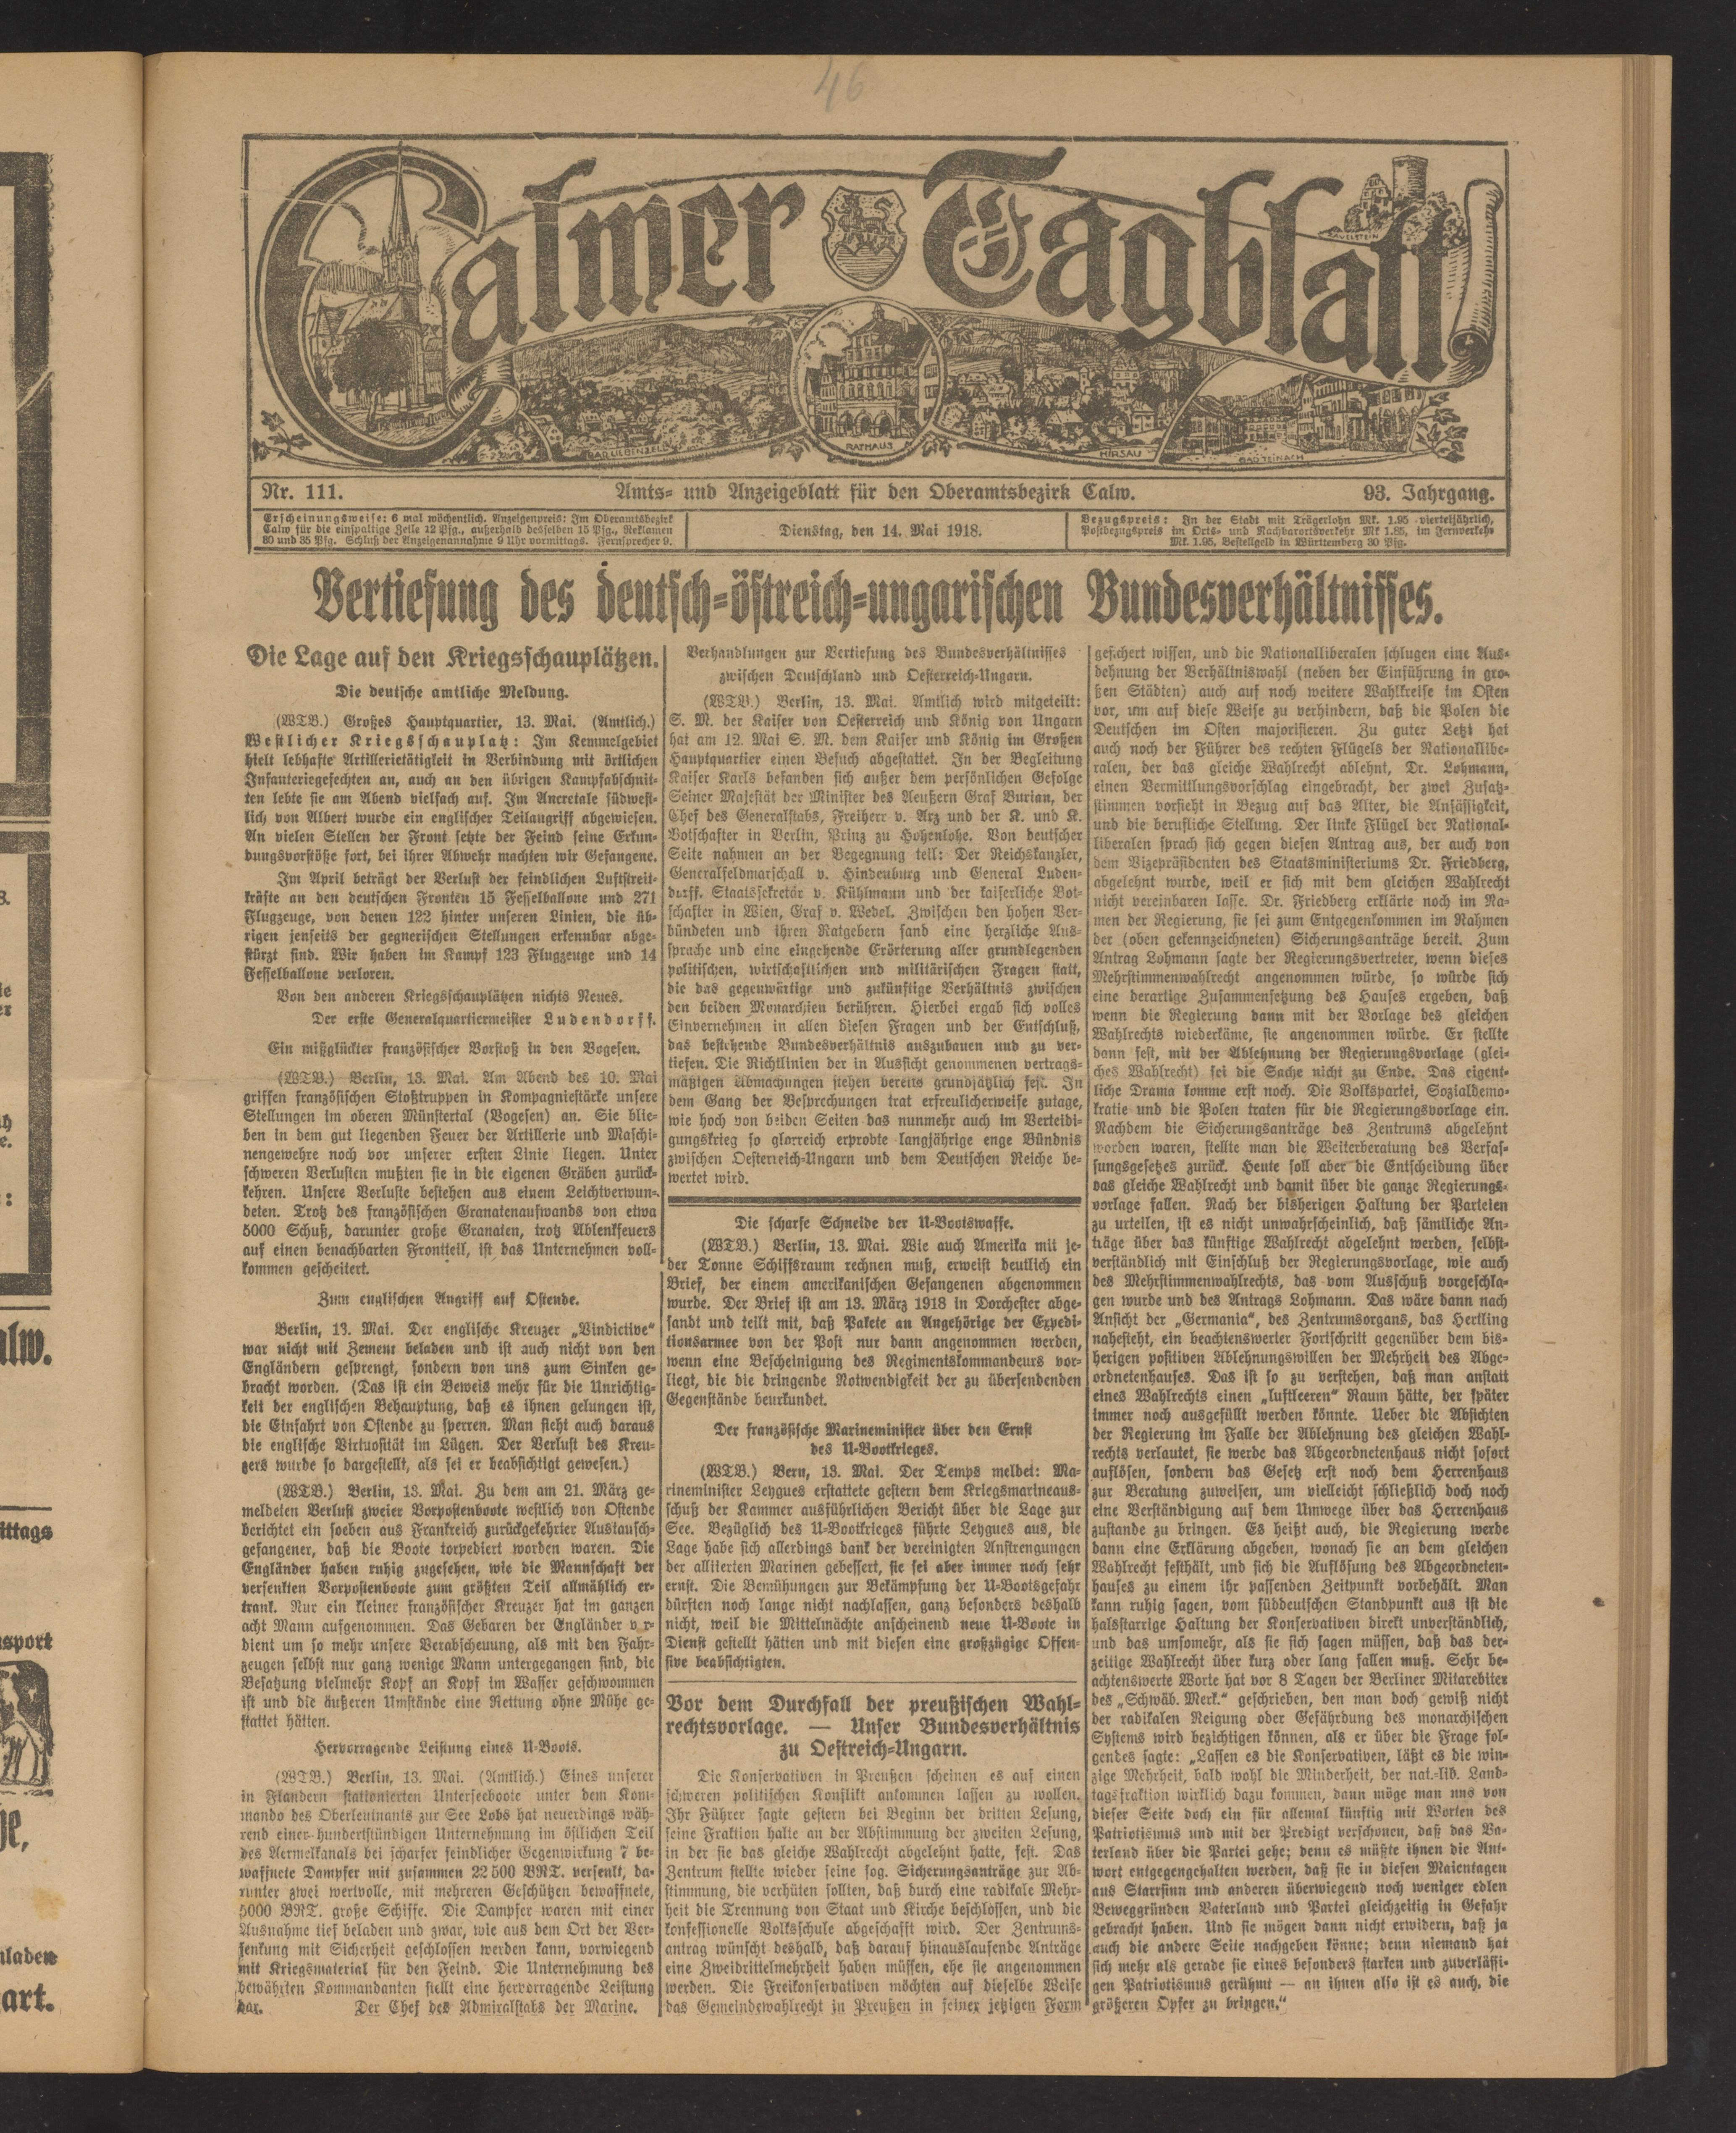 46
Calwer Tagblatt
ZAVELSTEIN
BAD LIEBENZELL
RATHAUS
HIRSAU
BAD TEINACH
Nr. 111.
Amts- und Anzeigeblatt für den Oberamtsbezirk Calw.
93. Jahrgang.
Erscheinungsweise: 6 mal wöchentlich. Anzeigenpreis: Im Oberamtsbezirk
Calw für die einspaltige Zeile 12 Pfg., außerhalb desselben 15 Pfg., Reklamen
80 und 35 Pfg. Schluß der Anzeigenannahme 9 Uhr vormittags. Fernsprecher 9.
Dienstag, den 14. Mai 1918.
Bezugspreis: In der Stadt mit Trägerlohn Mk. 1.95 vierteljährlich,
Postbezugspreis im Orts- und Nachbarortsverkehr Mk 1.85, im Fernverkehr
Mk. 1.95, Bestellgeld in Württemberg 30 Pfg.
Vertiefung des deutsch-östreich-ungarischen Bundesverhältnisses.
Die Lage auf den Kriegsschauplätzen.
Die deutsche amtliche Meldung.
(WTB.) Großes Hauptquartier, 13. Mai. (Amtlich.)
Westlicher Kriegsschauplatz: Im Kemmelgebiet
hielt lebhafte Artillerietätigkeit in Verbindung mit örtlichen
Infanteriegefechten an, auch an den übrigen Kampfabschnit-
ten lebte sie am Abend vielfach auf. Im Ancretale südwest-
lich von Albert wurde ein englischer Teilangriff abgewiesen.
An vielen Stellen der Front setzte der Feind seine Erkun-
dungsvorstöße fort, bei ihrer Abwehr machten wir Gefangene.
Im April beträgt der Verlust der feindlichen Luftstreit-
kräfte an den deutschen Fronten 15 Fesselballone und 271
Flugzeuge, von denen 122 hinter unseren Linien, die üb-
rigen jenseits der gegnerischen Stellungen erkennbar abge-
stürzt sind. Wir haben im Kampf 123 Flugzeuge und 14
Fesselballone verloren.
Von den anderen Kriegsschauplätzen nichts Neues.
Der erste Generalquartiermeister Ludendorff.
Ein mißglückter französischer Vorstoß in den Vogesen.
(WTB.) Berlin, 13. Mai. Am Abend des 10. Mai
griffen französischen Stoßtruppen in Kompagniestärke unsere
Stellungen im oberen Münstertal (Vogesen) an. Sie blie-
ben in dem gut liegenden Feuer der Artillerie und Maschi-
nengewehre noch vor unserer ersten Linie liegen. Unter
schweren Verlusten mußten sie in die eigenen Gräben zurück-
kehren. Unsere Verluste bestehen aus einem Leichtverwun-
deten. Trotz des französischen Granatenaufwands von etwa
5000 Schuß, darunter große Granaten, trotz Ablenkfeuers
auf einen benachbarten Frontteil, ist das Unternehmen voll-
kommen gescheitert.
Zum englischen Angriff auf Ostende.
Berlin, 13. Mai. Der englische Kreuzer „Vindictive“
war nicht mit Zement beladen und ist auch nicht von den
Engländern gesprengt, sondern von uns zum Sinken ge-
bracht worden. (Das ist ein Beweis mehr für die Unrichtig-
keit der englischen Behauptung, daß es ihnen gelungen ist,
die Einfahrt von Ostende zu sperren. Man sieht auch daraus
die englische Virtuosität im Lügen. Der Verlust des Kreu-
zers wurde so dargestellt, als sei er beabsichtigt gewesen.)
(WTB.) Berlin, 13. Mai. Zu dem am 21. März ge-
meldeten Verlust zweier Vorpostenboote westlich von Ostende
berichtet ein soeben aus Frankreich zurückgekehrter Austausch-
gefangener, daß die Boote torpediert worden waren. Die
Engländer haben ruhig zugesehen, wie die Mannschaft der
versenkten Vorpostenboote zum größten Teil allmählich er-
trank. Nur ein kleiner französischer Kreuzer hat im ganzen
acht Mann aufgenommen. Das Gebaren der Engländer v r-
dient um so mehr unsere Verabscheuung, als mit den Fahr-
zeugen selbst nur ganz wenige Mann untergegangen sind, die
Besatzung vielmehr Kopf an Kopf im Wasser geschwommen
ist und die äußeren Umstände eine Rettung ohne Mühe ge-
stattet hätten.
Hervorragende Leistung eines U-Boots.
(WTB.) Berlin, 13. Mai. (Amtlich.) Eines unserer
in Flandern stationierten Unterseeboote unter dem Kom-
mando des Oberleutnants zur See Lohs hat neuerdings wäh-
rend einer hundertstündigen Unternehmung im östlichen Teil
des Aermelkanals bei scharfer feindlicher Gegenwirkung 7 be-
waffnete Dampfer mit zusammen 22 500 BRT. versenkt, da-
runter zwei wertvolle, mit mehreren Geschützen bewaffnete,
5000 BRT. große Schiffe. Die Dampfer waren mit einer
Ausnahme tief beladen und zwar, wie aus dem Ort der Ver-
senkung mit Sicherheit geschlossen werden kann, vorwiegend
mit Kriegsmaterial für den Feind. Die Unternehmung des
bewährten Kommandanten stellt eine hervorragende Leistung
dar. Der Chef des Admiralstabs der Marine.
Verhandlungen zur Vertiefung des Bundesverhältnisses
zwischen Deutschland und Oesterreich-Ungarn.
(WTB.) Berlin, 13. Mai. Amtlich wird mitgeteilt:
S. M. der Kaiser von Oesterreich und König von Ungarn
hat am 12. Mai S. M. dem Kaiser und König im Großen
Hauptquartier einen Besuch abgestattet. In der Begleitung
Kaiser Karls befanden sich außer dem persönlichen Gefolge
Seiner Majestät der Minister des Aeußern Graf Burian, der
Chef des Generalstabs, Freiherr v. Arz und der K. und K.
Botschafter in Berlin, Prinz zu Hohenlohe. Von deutscher
Seite nahmen an der Begegnung teil: Der Reichskanzler,
Generalfeldmarschall v. Hindenburg und General Luden-
dorff. Staatssekretär v. Kühlmann und der kaiserliche Bot-
schafter in Wien, Graf v. Wedel. Zwischen den hohen Ver-
bündeten und ihren Ratgebern fand eine herzliche Aus-
sprache und eine eingehende Erörterung aller grundlegenden
politischen, wirtschaftlichen und militärischen Fragen statt,
die das gegenwärtige und zukünftige Verhältnis zwischen
den beiden Monarchien berühren. Hierbei ergab sich volles
Einvernehmen in allen diesen Fragen und der Entschluß,
das bestehende Bundesverhältnis auszubauen und zu ver-
tiefen. Die Richtlinien der in Aussicht genommenen vertrags-
mäßigen Abmachungen stehen bereits grundsätzlich fest. In
dem Gang der Besprechungen trat erfreulicherweise zutage,
wie hoch von beiden Seiten das nunmehr auch im Verteidi-
gungskrieg so glorreich erprobte langjährige enge Bündnis
zwischen Oesterreich-Ungarn und dem Deutschen Reiche be-
wertet wird.
Die scharfe Schneide der U-Bootswaffe.
(WTB.) Berlin, 13. Mai. Wie auch Amerika mit je-
der Tonne Schiffsraum rechnen muß, erweist deutlich ein
Brief, der einem amerikanischen Gefangenen abgenommen
wurde. Der Brief ist am 13. März 1918 in Dorchester abge-
sandt und teilt mit, daß Pakete an Angehörige der Expedi-
tionsarmee von der Post nur dann angenommen werden,
wenn eine Bescheinigung des Regimentskommandeurs vor-
liegt, die die dringende Notwendigkeit der zu übersendenden
Gegenstände beurkundet.
Der französische Marineminister über den Ernst
des U-Bootkrieges.
(WTB.) Bern, 13. Mai. Der Temps meldet: Ma-
rineminister Leygues erstattete gestern dem Kriegsmarineaus-
schuß der Kammer ausführlichen Bericht über die Lage zur
See. Bezüglich des U-Bootkrieges führte Leygues aus, die
Lage habe sich allerdings dank der vereinigten Anstrengungen
der alliierten Marinen gebessert, sie sei aber immer noch sehr
ernst. Die Bemühungen zur Bekämpfung der U-Bootsgefahr
dürften noch lange nicht nachlassen, ganz besonders deshalb
nicht, weil die Mittelmächte anscheinend neue U-Boote in
Dienst gestellt hätten und mit diesen eine großzügige Offen-
sive beabsichtigten.
Vor dem Durchfall der preußischen Wahl-
rechtsvorlage. — Unser Bundesverhältnis
zu Oestreich-Ungarn.
Die Konservativen in Preußen scheinen es auf einen
schweren politischen Konflikt ankommen lassen zu wollen.
Ihr Führer sagte gestern bei Beginn der dritten Lesung,
seine Fraktion halte an der Abstimmung der zweiten Lesung,
in der sie das gleiche Wahlrecht abgelehnt hatte, fest. Das
Zentrum stellte wieder seine sog. Sicherungsanträge zur Ab-
stimmung, die verhüten sollten, daß durch eine radikale Mehr-
heit die Trennung von Staat und Kirche beschlossen, und die
konfessionelle Volksschule abgeschafft wird. Der Zentrums-
antrag wünscht deshalb, daß darauf hinauslaufende Anträge
eine Zweidrittelmehrheit haben müssen, ehe sie angenommen
werden. Die Freikonservativen möchten auf dieselbe Weise
das Gemeindewahlrecht in Preußen in seiner jetzigen Form
gesichert wissen, und die Nationalliberalen schlugen eine Aus-
dehnung der Verhältniswahl (neben der Einführung in gro-
ßen Städten) auch auf noch weitere Wahlkreise im Osten
vor, um auf diese Weise zu verhindern, daß die Polen die
Deutschen im Osten majorisieren. Zu guter Letzt hat
auch noch der Führer des rechten Flügels der Nationallibe-
ralen, der das gleiche Wahlrecht ablehnt, Dr. Lohmann,
einen Vermittlungsvorschlag eingebracht, der zwei Zusatz-
stimmen vorsieht in Bezug auf das Alter, die Ansässigkeit,
und die berufliche Stellung. Der linke Flügel der National-
liberalen sprach sich gegen diesen Antrag aus, der auch von
dem Vizepräsidenten des Staatsministeriums Dr. Friedberg,
abgelehnt wurde, weil er sich mit dem gleichen Wahlrecht
nicht vereinbaren lasse. Dr. Friedberg erklärte noch im Na-
men der Regierung, sie sei zum Entgegenkommen im Rahmen
der (oben gekennzeichneten) Sicherungsanträge bereit. Zum
Antrag Lohmann sagte der Regierungsvertreter, wenn dieses
Mehrstimmenwahlrecht angenommen würde, so würde sich
eine derartige Zusammensetzung des Hauses ergeben, daß
wenn die Regierung dann mit der Vorlage des gleichen
Wahlrechts wiederkäme, sie angenommen würde. Er stellte
dann fest, mit der Ablehnung der Regierungsvorlage (glei-
ches Wahlrecht) sei die Sache nicht zu Ende. Das eigent-
liche Drama komme erst noch. Die Volkspartei, Sozialdemo-
kratie und die Polen traten für die Regierungsvorlage ein.
Nachdem die Sicherungsanträge des Zentrums abgelehnt
worden waren, stellte man die Weiterberatung des Verfas-
sungsgesetzes zurück. Heute soll aber die Entscheidung über
das gleiche Wahlrecht und damit über die ganze Regierungs-
vorlage fallen. Nach der bisherigen Haltung der Parteien
zu urteilen, ist es nicht unwahrscheinlich, daß sämtliche An-
träge über das künftige Wahlrecht abgelehnt werden, selbst-
verständlich mit Einschluß der Regierungsvorlage, wie auch
des Mehrstimmenwahlrechts, das vom Ausschuß vorgeschla-
gen wurde und des Antrags Lohmann. Das wäre dann nach
Ansicht der „Germania“, des Zentrumsorgans, das Hertling
nahesteht, ein beachtenswerter Fortschritt gegenüber dem bis-
herigen positiven Ablehnungswillen der Mehrheit des Abge-
ordnetenhauses. Das ist so zu verstehen, daß man anstatt
eines Wahlrechts einen „luftleeren“ Raum hätte, der später
immer noch ausgefüllt werden könnte. Ueber die Absichten
der Regierung im Falle der Ablehnung des gleichen Wahl-
rechts verlautet, sie werde das Abgeordnetenhaus nicht sofort
auflösen, sondern das Gesetz erst noch dem Herrenhaus
zur Beratung zuweisen, um vielleicht schließlich doch noch
eine Verständigung auf dem Umwege über das Herrenhaus
zustande zu bringen. Es heißt auch, die Regierung werde
dann eine Erklärung abgeben, wonach sie an dem gleichen
Wahlrecht festhält, und sich die Auflösung des Abgeordneten-
hauses zu einem ihr passenden Zeitpunkt vorbehält. Man
kann ruhig sagen, vom süddeutschen Standpunkt aus ist die
halsstarrige Haltung der Konservativen direkt unverständlich,
und das umsomehr, als sie sich sagen müssen, daß das der-
zeitige Wahlrecht über kurz oder lang fallen muß. Sehr be-
achtenswerte Worte hat vor 8 Tagen der Berliner Mitarebiter
des „Schwäb. Merk.“ geschrieben, den man doch gewiß nicht
der radikalen Neigung oder Gefährdung des monarchischen
Systems wird bezichtigen können, als er über die Frage fol-
gendes sagte: „Lassen es die Konservativen, läßt es die win-
zige Mehrheit, bald wohl die Minderheit, der nat.-lib. Land-
tagsfraktion wirklich dazu kommen, dann möge man uns von
dieser Seite doch ein für allemal künftig mit Worten des
Patriotismus und mit der Predigt verschonen, daß das Va-
terland über die Partei gehe; denn es müßte ihnen die Ant-
wort entgegengehalten werden, daß sie in diesen Maientagen
aus Starrsinn und anderen überwiegend noch weniger edlen
Beweggründen Vaterland und Partei gleichzeitig in Gefahr
gebracht haben. Und sie mögen dann nicht erwidern, daß ja
auch die andere Seite nachgeben könne; denn niemand hat
sich mehr als gerade sie eines besonders starken und zuverlässi-
gen Patriotismus gerühmt — an ihnen also ist es auch, die
größeren Opfer zu bringen.“